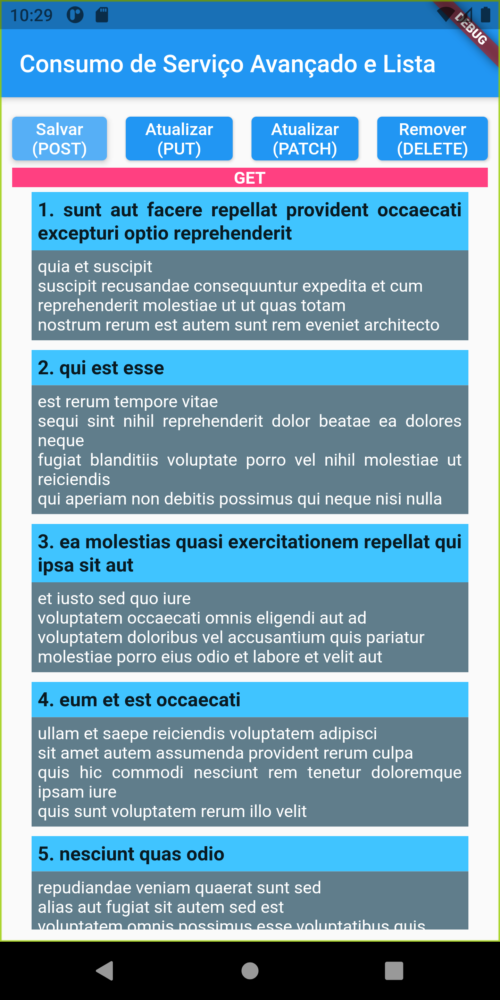 10:29
DEBUG
Consumo de Serviço Avançado e Lista
Salvar
(POST)
Atualizar
(PUT)
Atualizar
(PATCH)
Remover
(DELETE)
GET
1. sunt aut facere repellat provident occaecati
excepturi optio reprehenderit
quia et suscipit
suscipit recusandae consequuntur expedita et cum
reprehenderit molestiae ut ut quas totam
nostrum rerum est autem sunt rem eveniet architecto
2. qui est esse
est rerum tempore vitae
sequi sint nihil reprehenderit dolor beatae ea dolores
neque
fugiat blanditiis voluptate porro vel nihil molestiae ut
reiciendis
qui aperiam non debitis possimus qui neque nisi nulla
3. ea molestias quasi exercitationem repellat qui
ipsa sit aut
et iusto sed quo iure
voluptatem occaecati omnis eligendi aut ad
voluptatem doloribus vel accusantium quis pariatur
molestiae porro eius odio et labore et velit aut
4. eum et est occaecati
ullam et saepe reiciendis voluptatem adipisci
sit amet autem assumenda provident rerum culpa
quis hic commodi nesciunt rem tenetur doloremque
ipsam iure
quis sunt voluptatem rerum illo velit
5. nesciunt quas odio
repudiandae veniam quaerat sunt sed
alias aut fugiat sit autem sed est
voluptatem omnis possimus esse voluptatibus quis